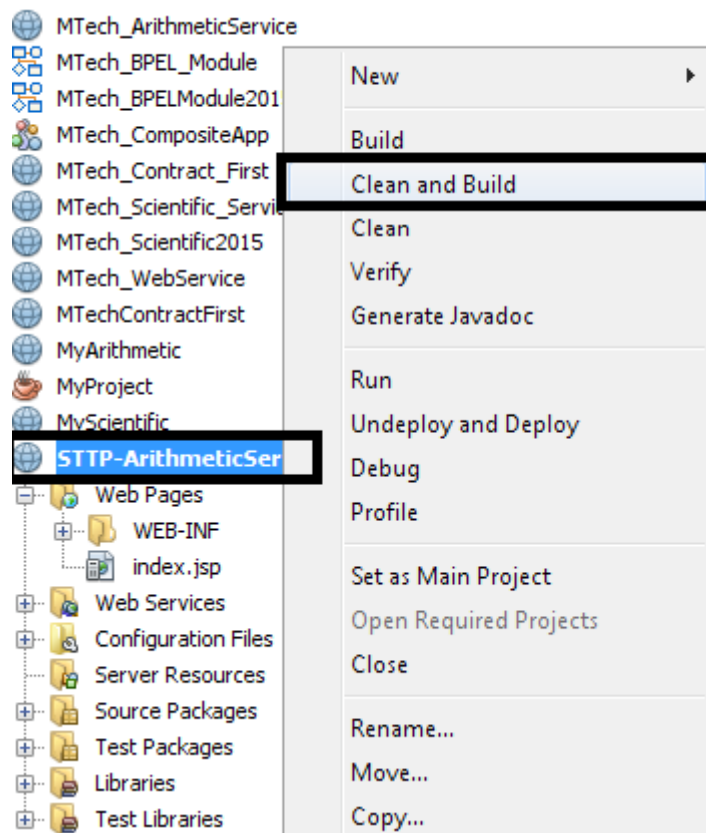 MTech_ArithmeticService
MTech_BPEL_Module
MTech_BPELModule201
MTech_CompositeApp
MTech_Contract_First
MTech_Scientific_Servic
MTech_Scientific2015
MTech_WebService
MTechContractFirst
MyArithmetic
MyProject
MyScientific
STTP-ArithmeticSer
Web Pages
WEB-INF
index.jsp
Web Services
Configuration Files
Server Resources
Source Packages
Test Packages
Libraries
Test Libraries
New
Build
Clean and Build
Clean
Verify
Generate Javadoc
Run
Undeploy and Deploy
Debug
Profile
Set as Main Project
Open Required Projects
Close
Rename...
Move...
Copy...